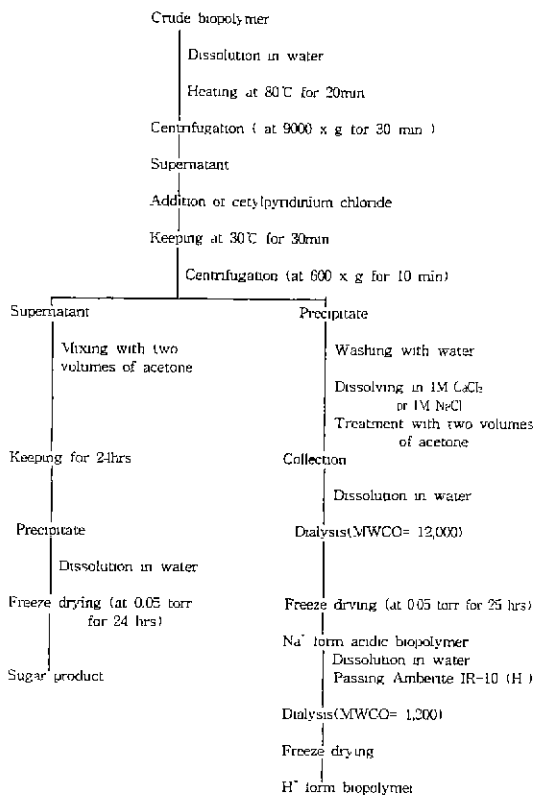 Crude biopolymer
Dissolution in water
Heating at 80℃ for 20min
Centrifugation ( at 9000 x g for 30 min )
Supernatant
Addition of cetylpyridinium chloride
Keeping at 30℃ for 30min
Centrifugation (at 600 x g for 10 min)
Supernatant
Mixing with two
volumes of acetone
Keeping for 24hrs
Precipitate
Dissolution in water
Freeze drying (at 0.05 torr
for 24 hrs)
Sugar product
Precipitate
Washing with water
Dissolving in 1M CaCl₂
or 1M NaCl
Treatment with two volumes
of acetone
Collection
Dissolution in water
Dialysis(MWCO= 12,000)
Freeze drying (at 0.05 torr for 25 hrs)
Na⁺ form acidic biopolymer
Dissolution in water
Passing Amberite IR-10 (H )
Dialysis(MWCO= 1,200)
Freeze drying
H⁺ form biopolymer